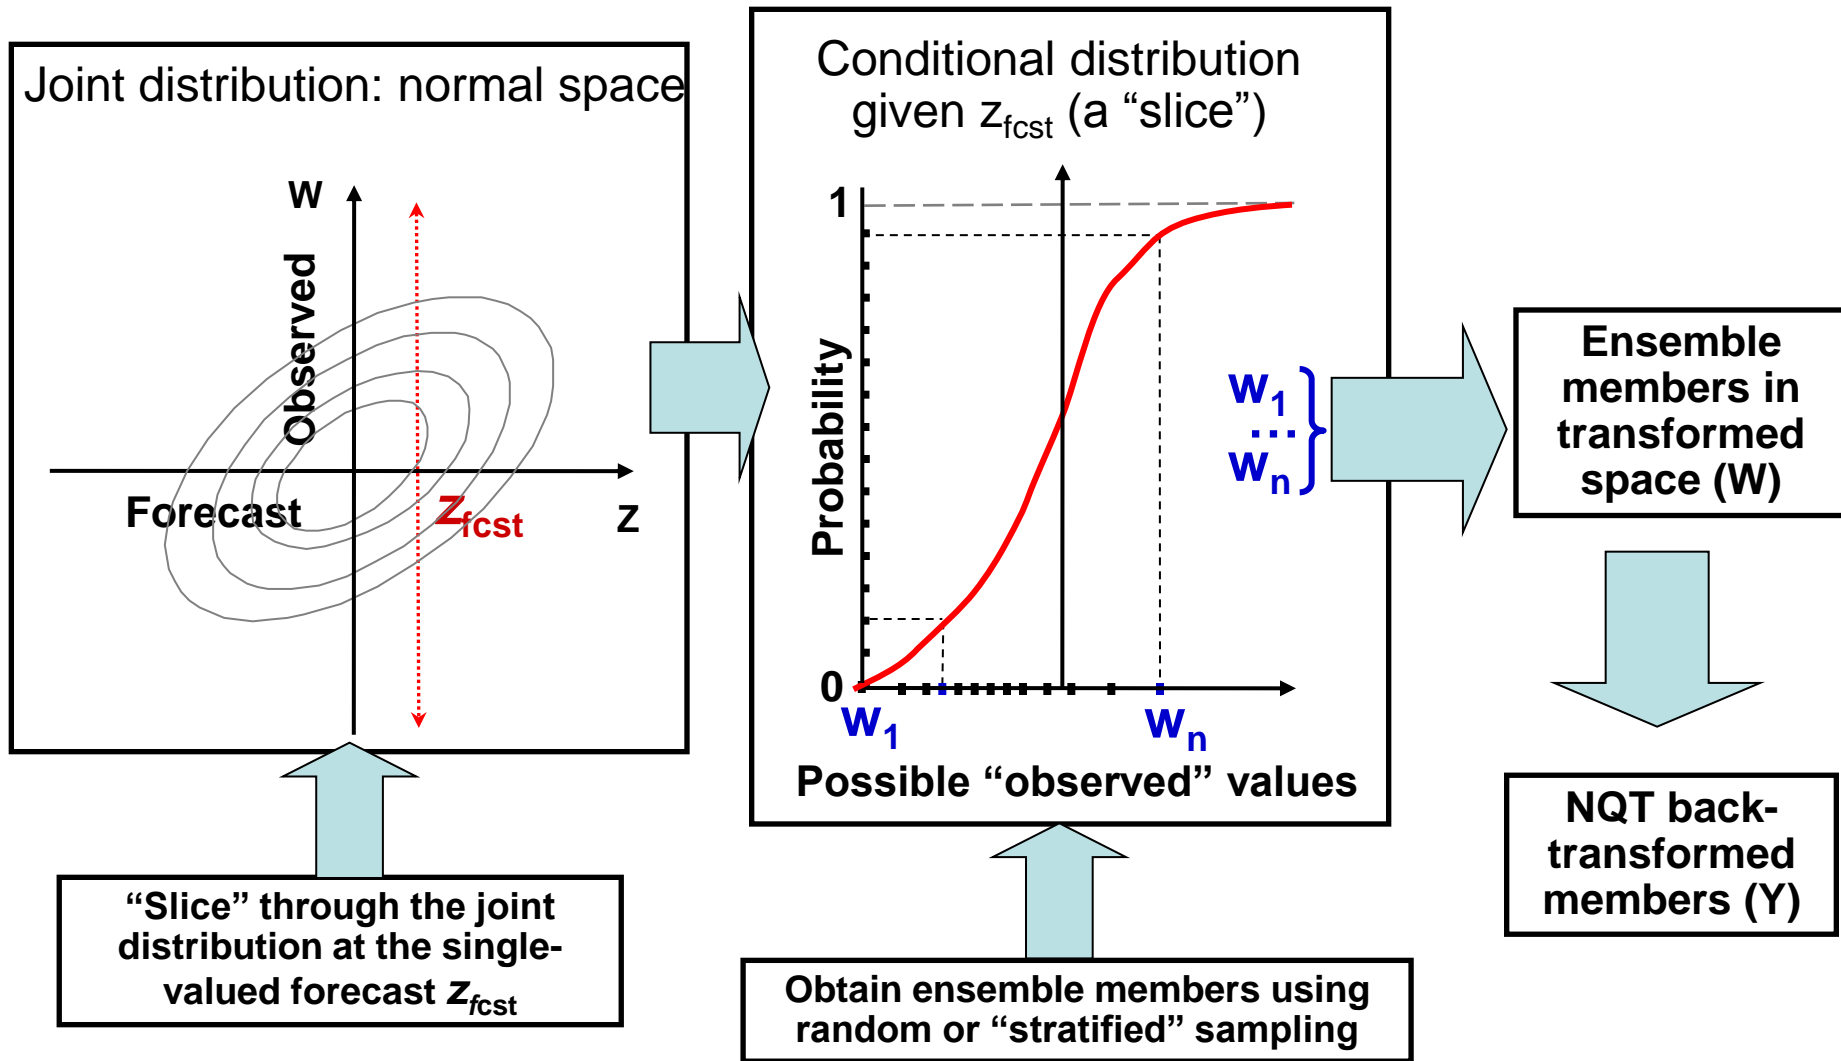 Joint distribution: normal space
W
Observed
Forecast
Z
zfcst
"Slice" through the joint
distribution at the single-
valued forecast zfcst
Conditional distribution
given zfcst (a “slice”)
1
Probability
0
w1
wn
Possible “observed” values
w1
...
wn
Obtain ensemble members using
random or “stratified” sampling
Ensemble
members in
transformed
space (W)
NQT back-
transformed
members (Y)